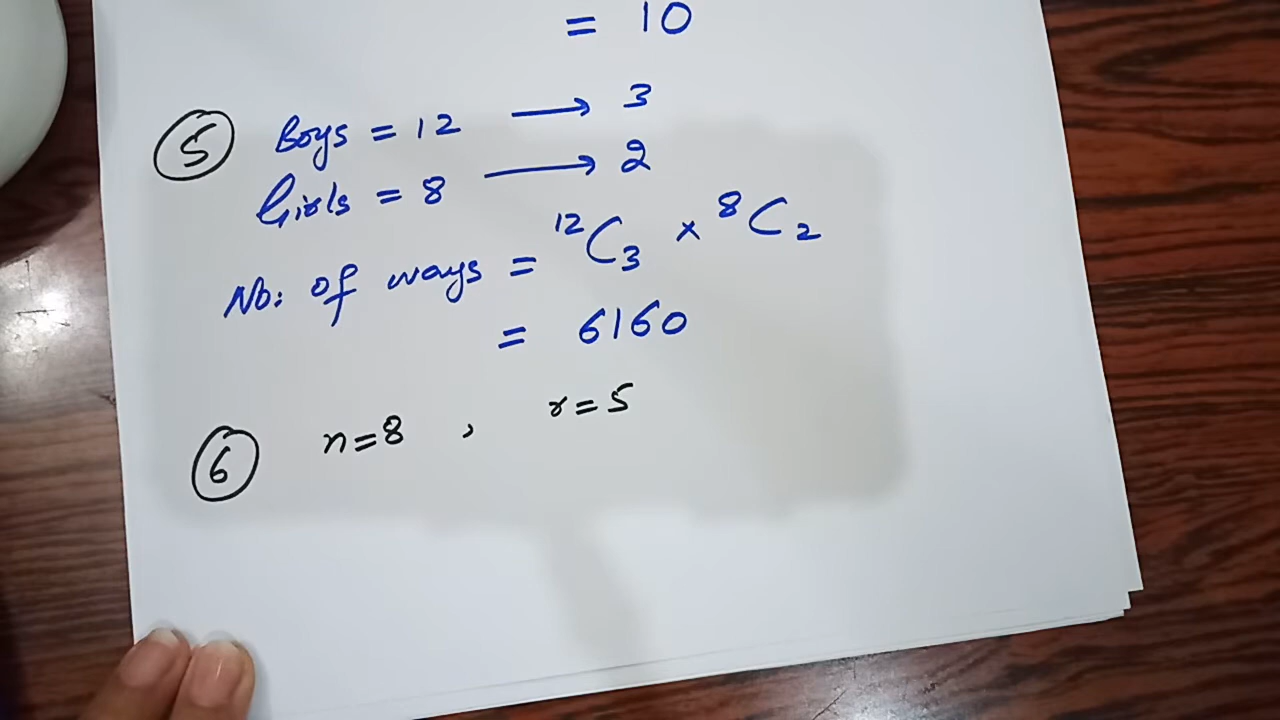 = 10
5 Boys = 12 → 3
Girls = 8 → 2
No: of ways = ¹²C₃ × ⁸C₂
= 6160
6 n=8 , r=5